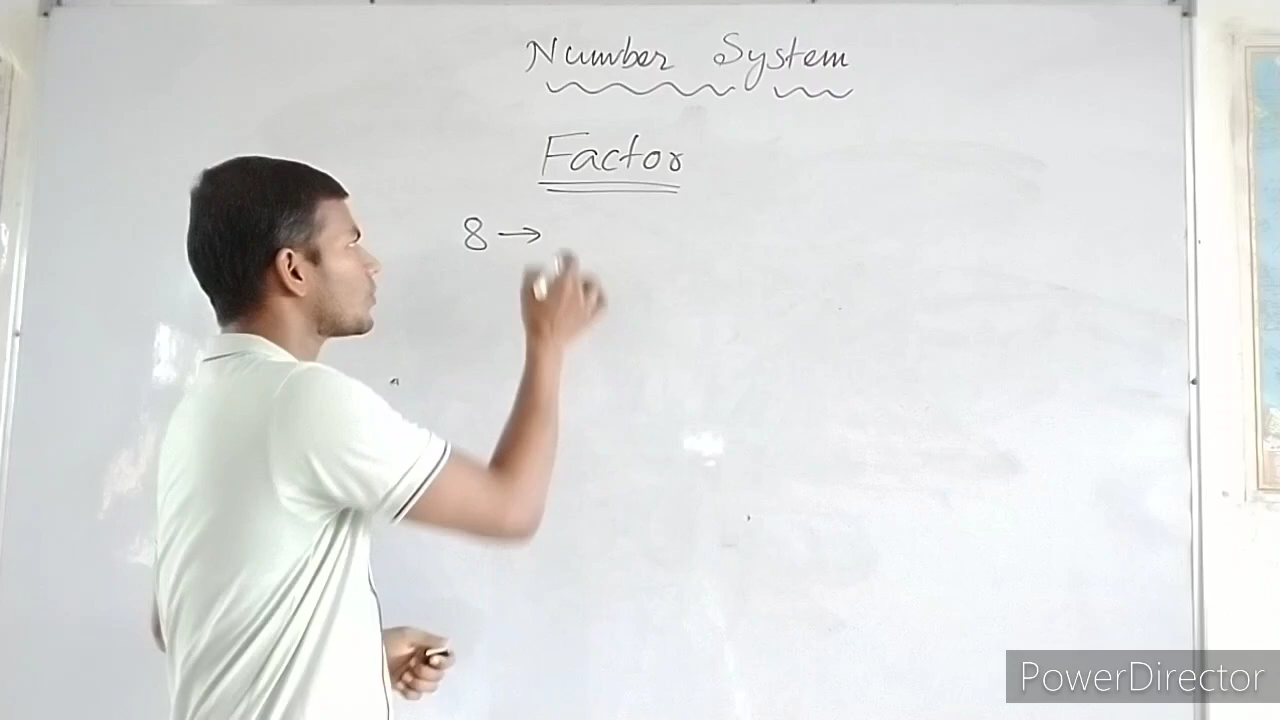 Number System
Factor
8 →
PowerDirector